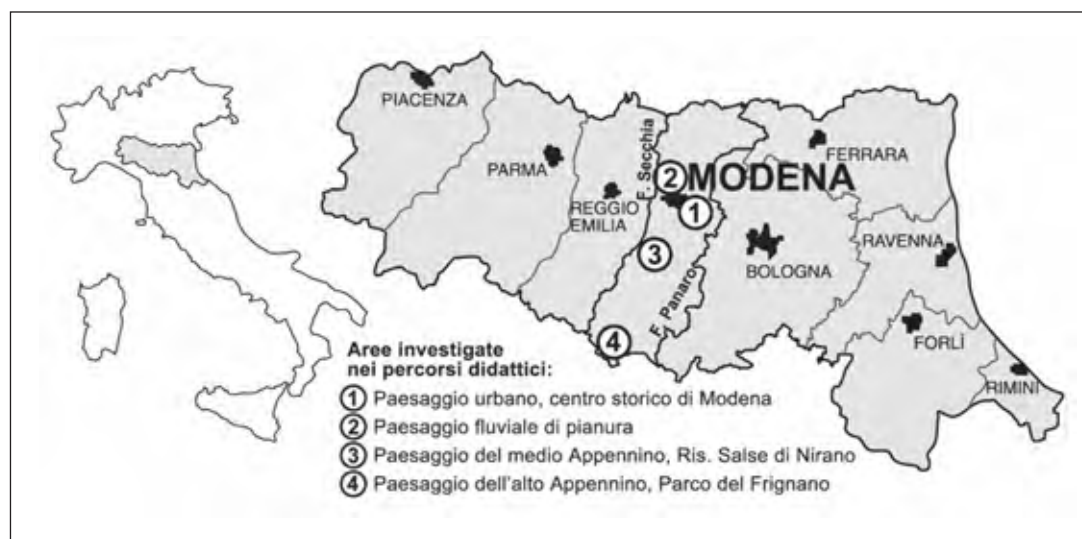 PIACENZA
PARMA
REGGIO
EMILIA
F. Secchia
2
MODENA
1
3
F. Panaro
4
FERRARA
BOLOGNA
RAVENNA
FORLÌ
RIMINI
Aree investigate
nei percorsi didattici:
1 Paesaggio urbano, centro storico di Modena
2 Paesaggio fluviale di pianura
3 Paesaggio del medio Appennino, Ris. Salse di Nirano
4 Paesaggio dell'alto Appennino, Parco del Frignano